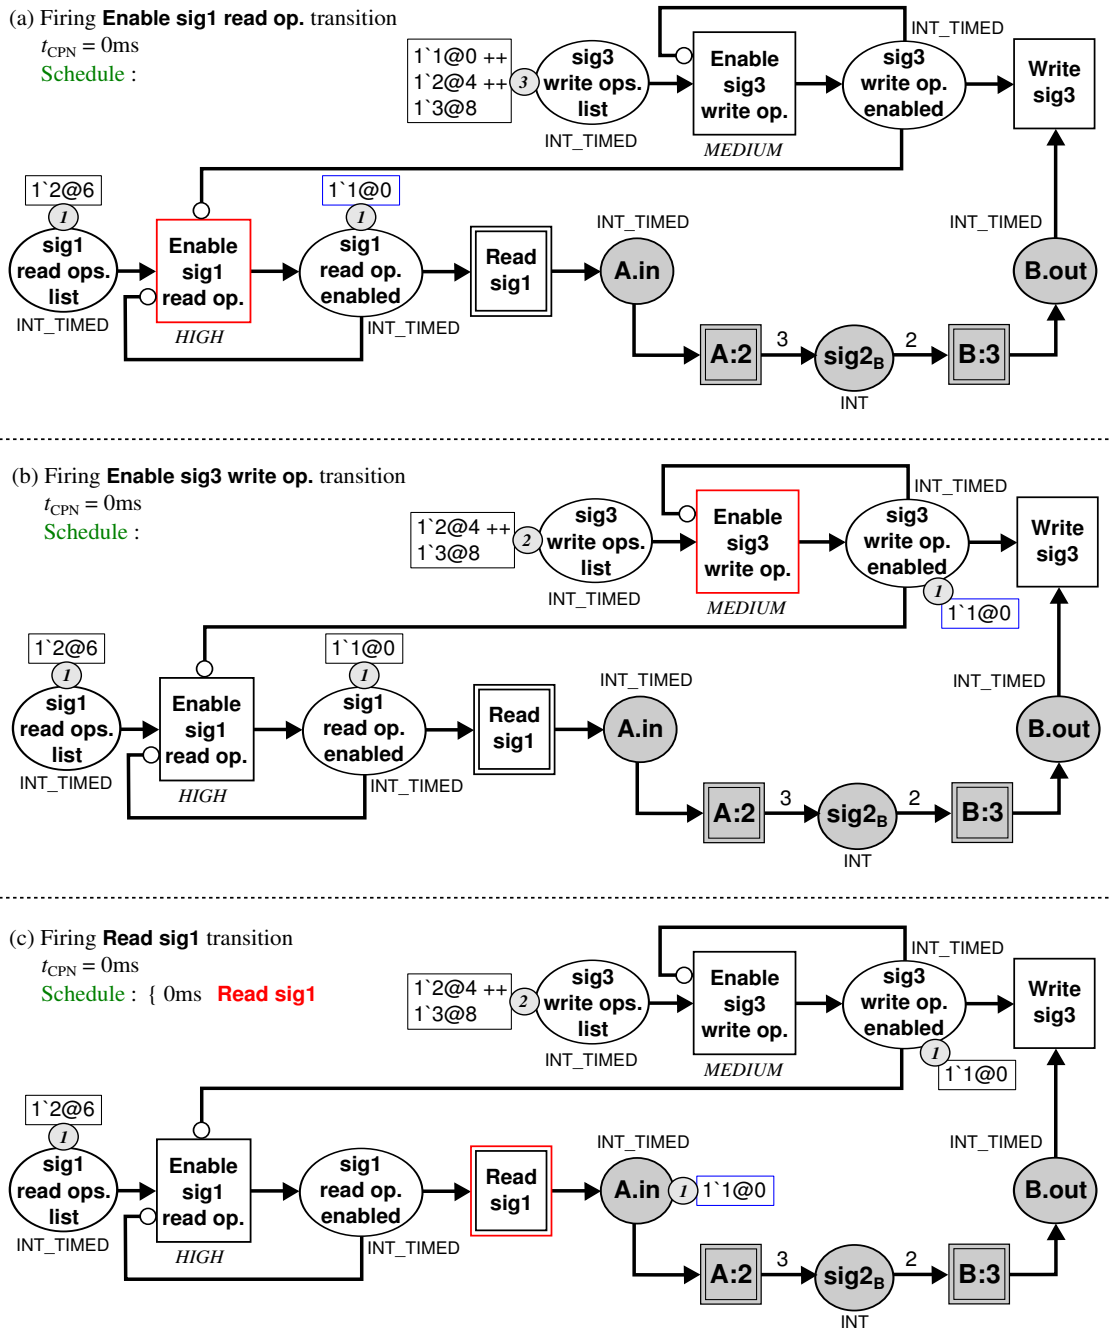 (a) Firing Enable sig1 read op. transition
t_CPN = 0ms
Schedule :
1`1@0 ++
1`2@4 ++
1`3@8
3
sig3
write ops.
list
INT_TIMED
Enable
sig3
write op.
MEDIUM
INT_TIMED
sig3
write op.
enabled
Write
sig3
1`2@6
1
sig1
read ops.
list
INT_TIMED
Enable
sig1
read op.
HIGH
1`1@0
1
sig1
read op.
enabled
INT_TIMED
Read
sig1
INT_TIMED
A.in
A:2
3
sig2B
INT
2
B:3
INT_TIMED
B.out
(b) Firing Enable sig3 write op. transition
t_CPN = 0ms
Schedule :
1`2@4 ++
1`3@8
2
sig3
write ops.
list
INT_TIMED
Enable
sig3
write op.
MEDIUM
INT_TIMED
sig3
write op.
enabled
1
1`1@0
Write
sig3
1`2@6
1
sig1
read ops.
list
INT_TIMED
Enable
sig1
read op.
HIGH
1`1@0
1
sig1
read op.
enabled
INT_TIMED
Read
sig1
INT_TIMED
A.in
A:2
3
sig2B
INT
2
B:3
INT_TIMED
B.out
(c) Firing Read sig1 transition
t_CPN = 0ms
Schedule : { 0ms Read sig1
1`2@4 ++
1`3@8
2
sig3
write ops.
list
INT_TIMED
Enable
sig3
write op.
MEDIUM
INT_TIMED
sig3
write op.
enabled
1
1`1@0
Write
sig3
1`2@6
1
sig1
read ops.
list
INT_TIMED
Enable
sig1
read op.
HIGH
sig1
read op.
enabled
INT_TIMED
Read
sig1
INT_TIMED
A.in
1
1`1@0
A:2
3
sig2B
INT
2
B:3
INT_TIMED
B.out